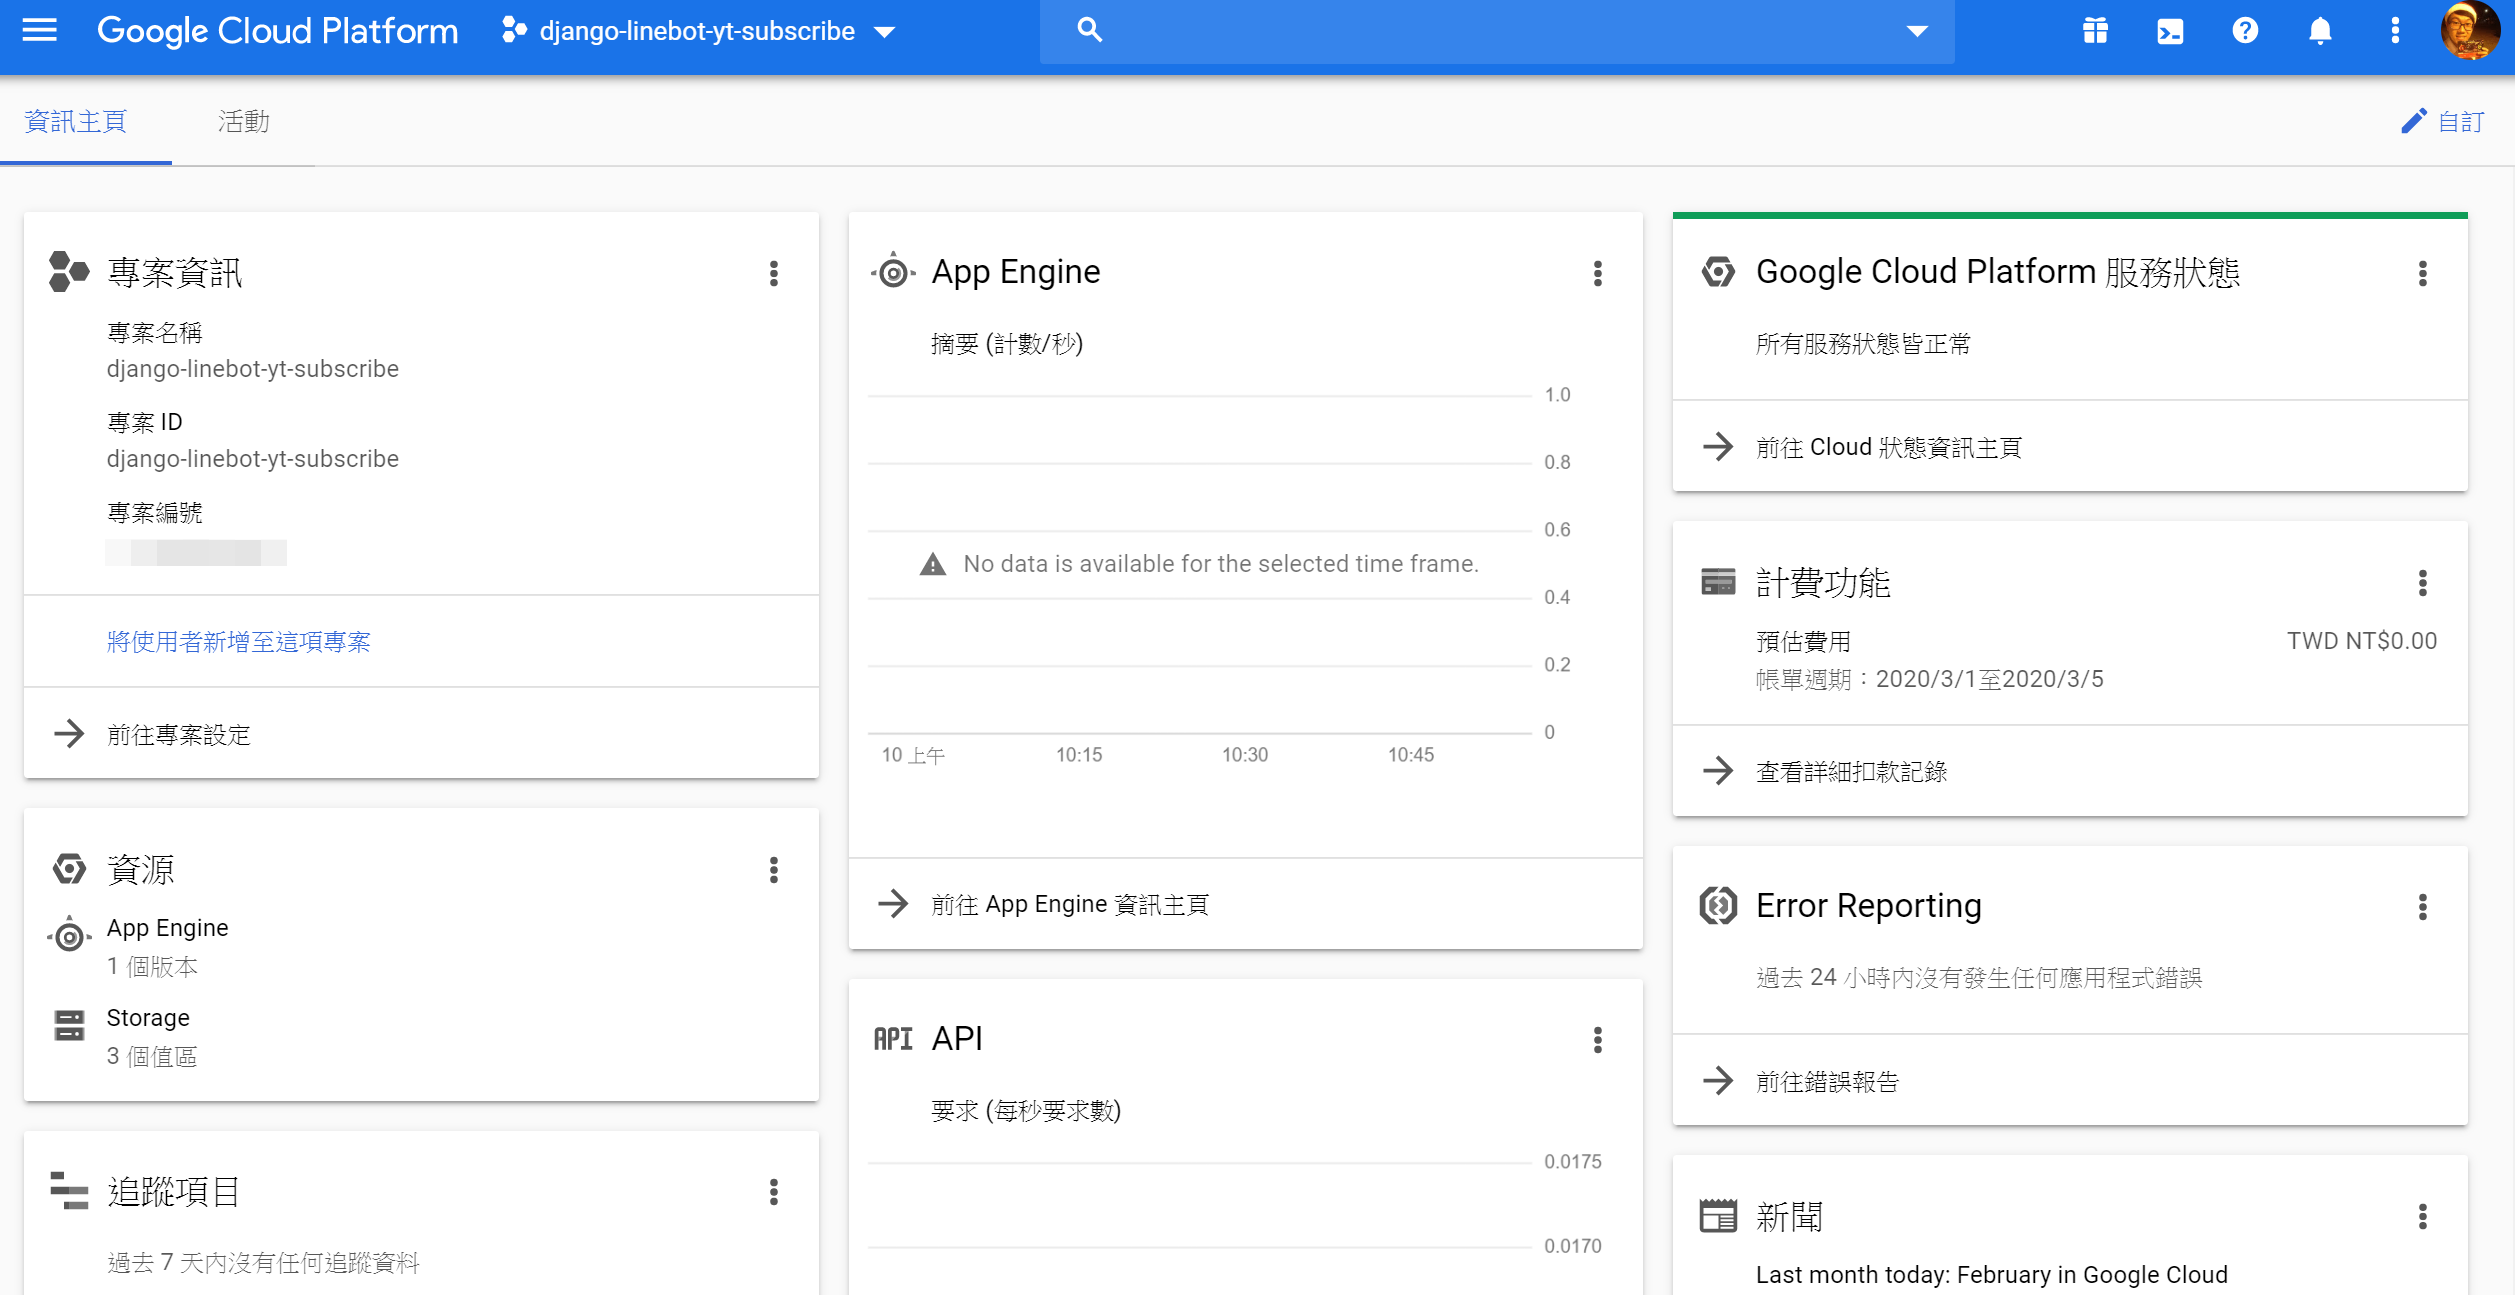 Google Cloud Platform
django-linebot-yt-subscribe
資訊主頁
活動
自訂
專案資訊
專案名稱
django-linebot-yt-subscribe
專案 ID
django-linebot-yt-subscribe
專案編號
將使用者新增至這項專案
前往專案設定
資源
App Engine
1 個版本
Storage
3 個值區
追蹤項目
過去 7 天內沒有任何追蹤資料
App Engine
摘要 (計數/秒)
1.0
0.8
0.6
No data is available for the selected time frame.
0.4
0.2
0
10 上午
10:15
10:30
10:45
前往 App Engine 資訊主頁
API
API
要求 (每秒要求數)
0.0175
0.0170
Google Cloud Platform 服務狀態
所有服務狀態皆正常
前往 Cloud 狀態資訊主頁
計費功能
預估費用
TWD NT$0.00
帳單週期：2020/3/1至2020/3/5
查看詳細扣款記錄
Error Reporting
過去 24 小時內沒有發生任何應用程式錯誤
前往錯誤報告
新聞
Last month today: February in Google Cloud